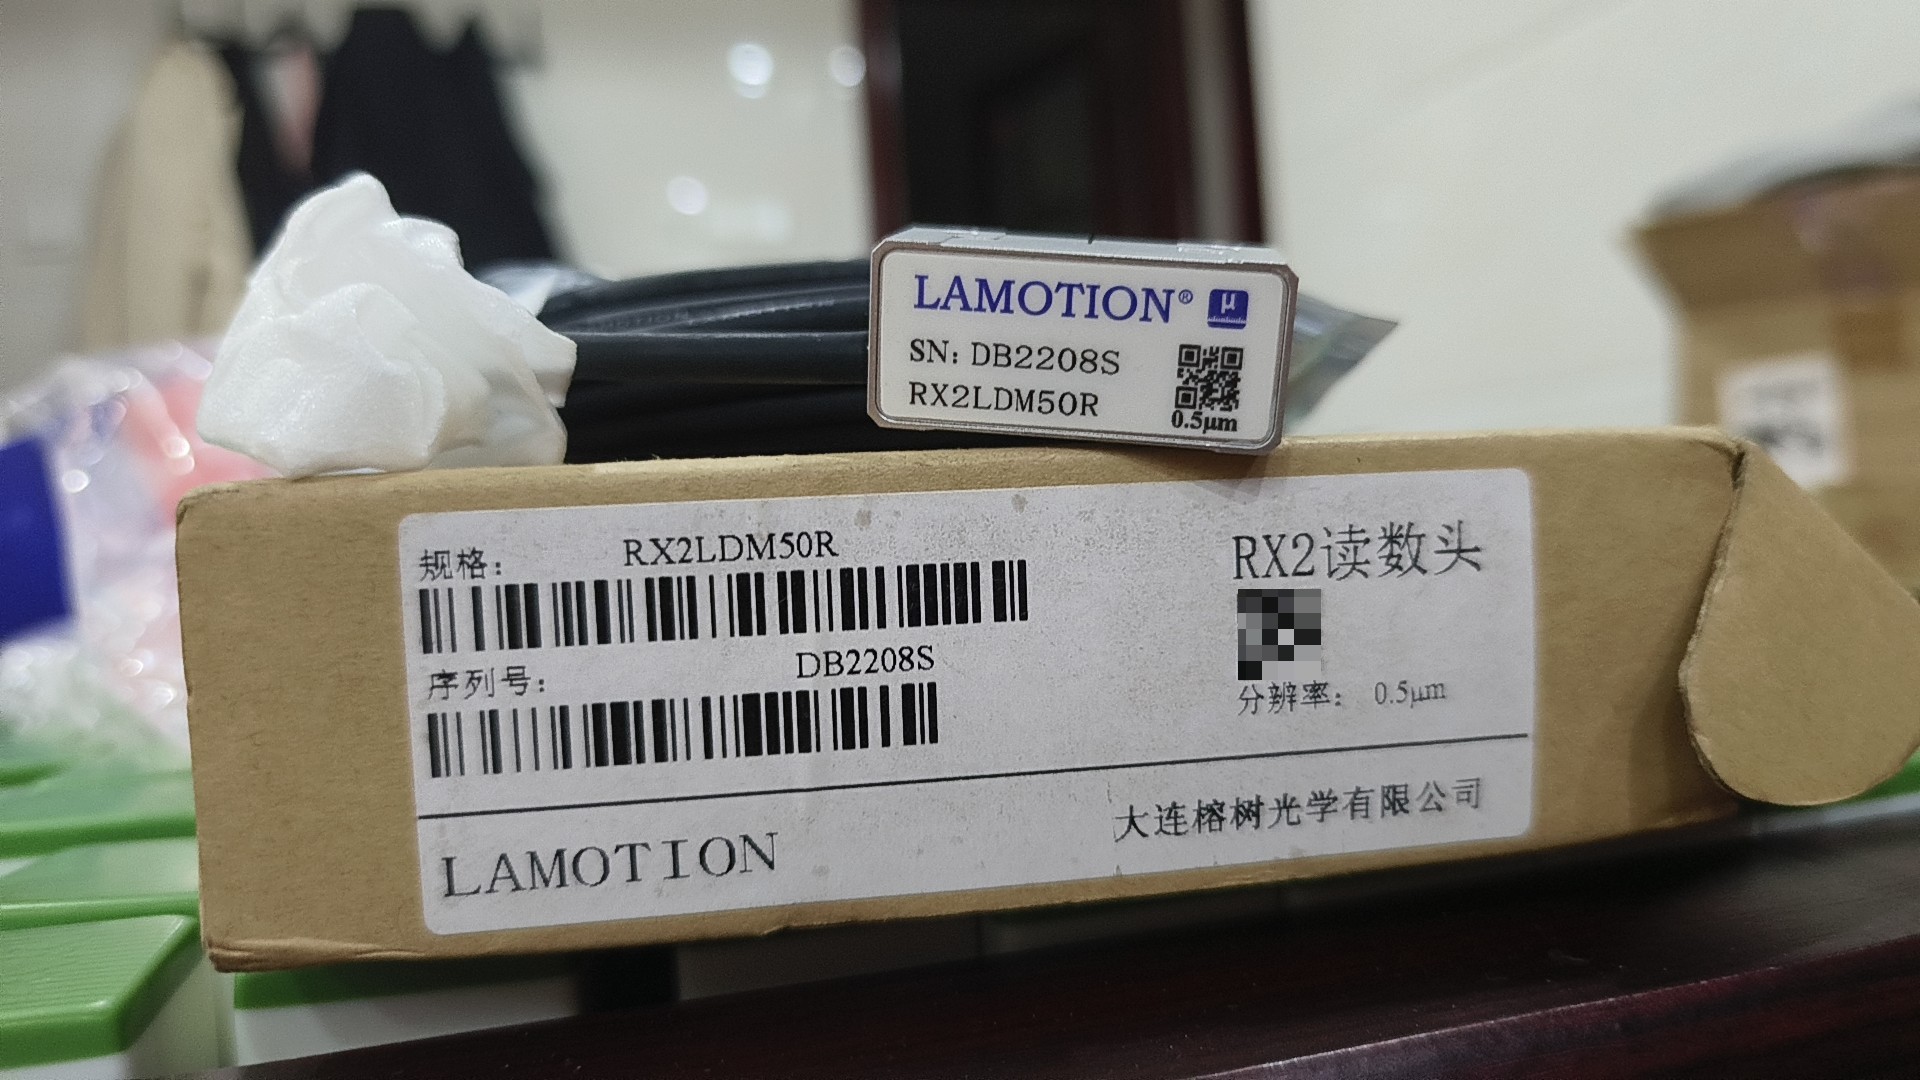 LAMOTION® μ
SN: DB2208S
RX2LDM50R
0.5μm
规格: RX2LDM50R
RX2读数头
序列号: DB2208S
分辨率: 0.5μm
LAMOTION
大连榕树光学有限公司